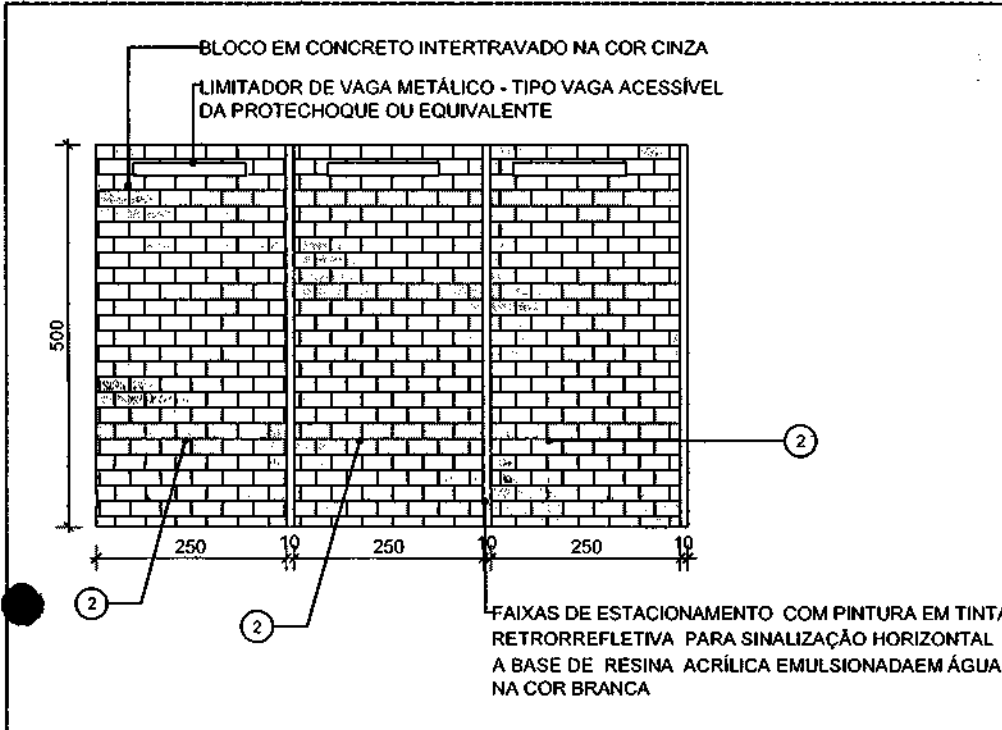 BLOCO EM CONCRETO INTERTRAVADO NA COR CINZA
LIMITADOR DE VAGA METÁLICO - TIPO VAGA ACESSÍVEL
DA PROTECHOQUE OU EQUIVALENTE
500
2
250 10 250 10 250 10
2
2
FAIXAS DE ESTACIONAMENTO COM PINTURA EM TINTA
RETRORREFLETIVA PARA SINALIZAÇÃO HORIZONTAL
A BASE DE RESINA ACRÍLICA EMULSIONADAEM ÁGUA
NA COR BRANCA